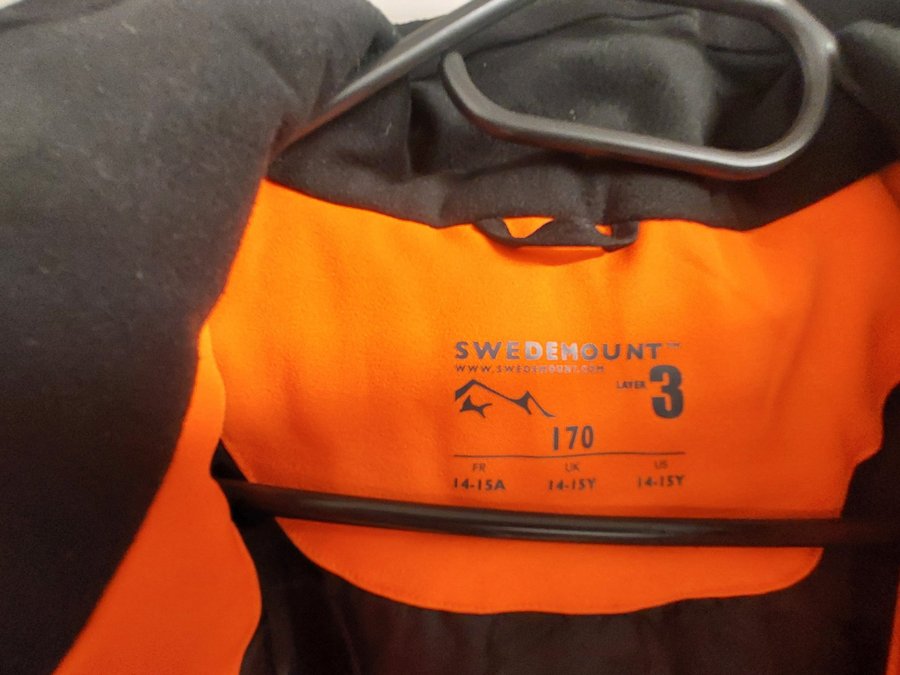 SWEDEMOUNT™
WWW.SWEDEMOUNT.COM
LAYER 3
170
FR UK US
14-15A 14-15Y 14-15Y